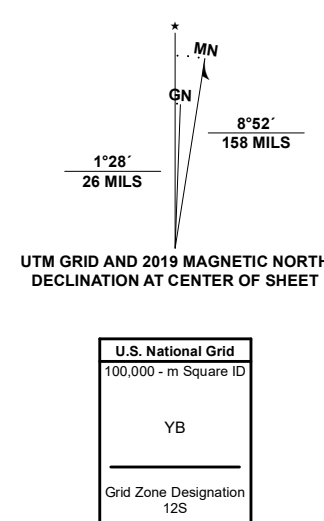 ★
MN
GN
8°52´
158 MILS
1°28´
26 MILS
UTM GRID AND 2019 MAGNETIC NORTH
DECLINATION AT CENTER OF SHEET
U.S. National Grid
100,000 - m Square ID
YB
Grid Zone Designation
12S